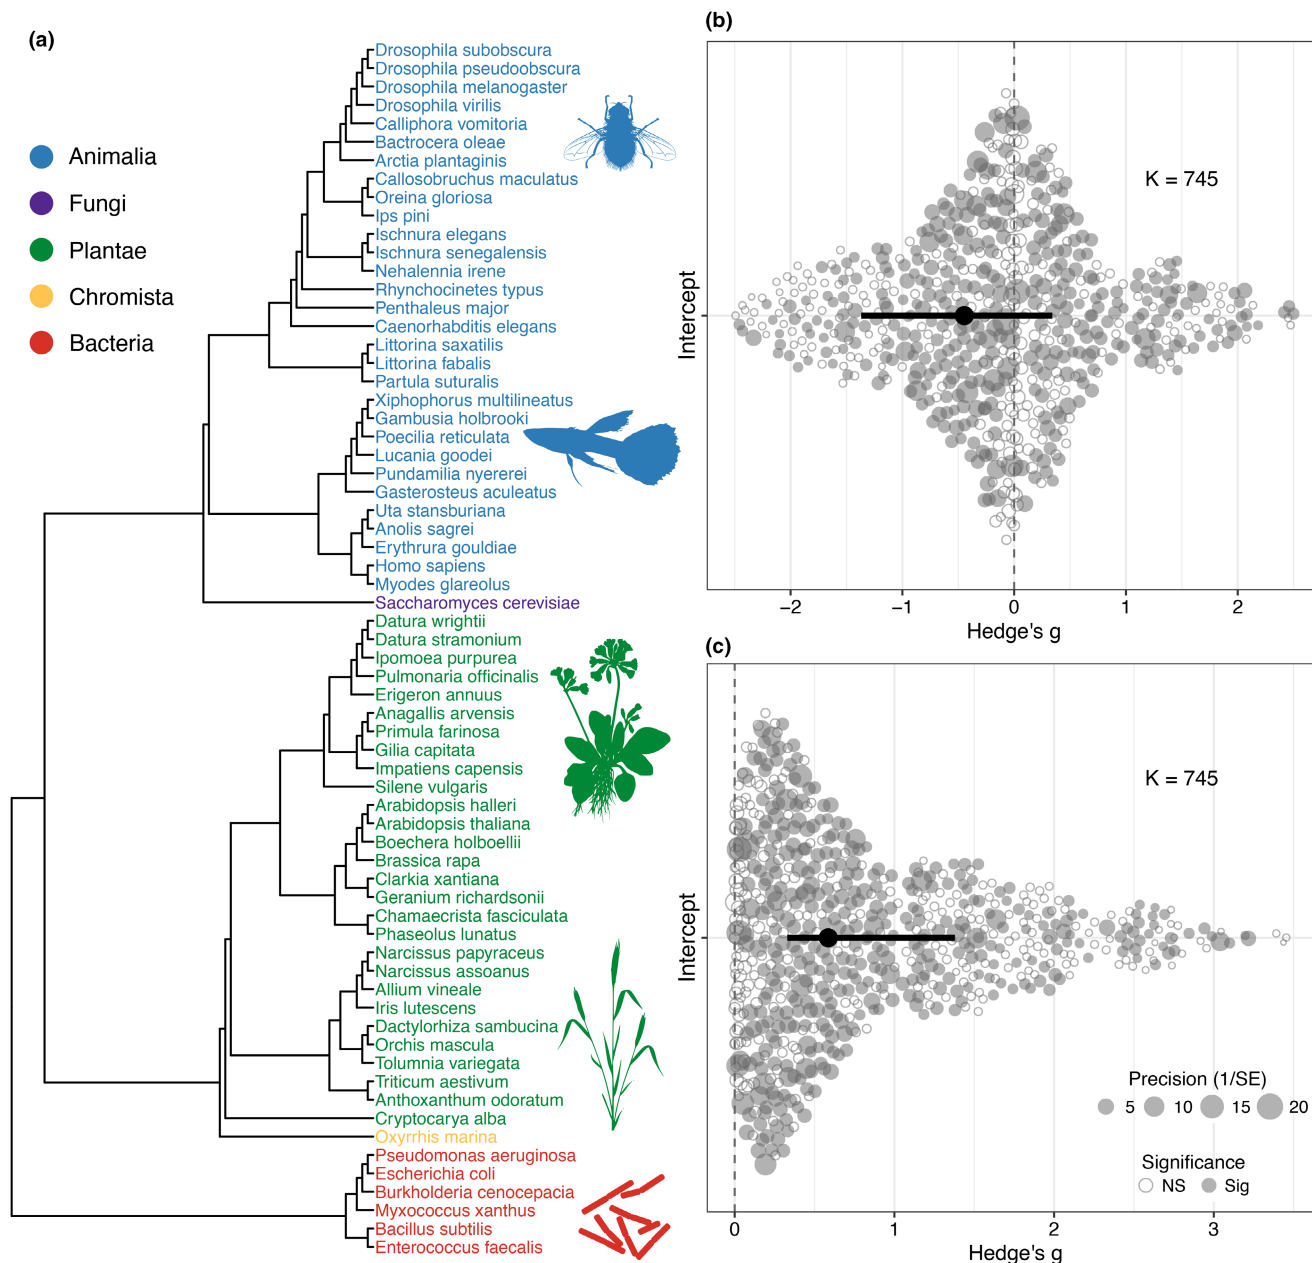 (a)
Animalia
Fungi
Plantae
Chromista
Bacteria
Drosophila subobscura
Drosophila pseudoobscura
Drosophila melanogaster
Drosophila virilis
Calliphora vomitoria
Bactrocera oleae
Arctia plantaginis
Callosobruchus maculatus
Oreina gloriosa
Ips pini
Ischnura elegans
Ischnura senegalensis
Nehalennia irene
Rhynchocinetes typus
Penthaleus major
Caenorhabditis elegans
Littorina saxatilis
Littorina fabalis
Partula suturalis
Xiphophorus multilineatus
Gambusia holbrooki
Poecilia reticulata
Lucania goodei
Pundamilia nyererei
Gasterosteus aculeatus
Uta stansburiana
Anolis sagrei
Erythrura gouldiae
Homo sapiens
Myodes glareolus
Saccharomyces cerevisiae
Datura wrightii
Datura stramonium
Ipomoea purpurea
Pulmonaria officinalis
Erigeron annuus
Anagallis arvensis
Primula farinosa
Gilia capitata
Impatiens capensis
Silene vulgaris
Arabidopsis halleri
Arabidopsis thaliana
Boechera holboellii
Brassica rapa
Clarkia xantiana
Geranium richardsonii
Chamaecrista fasciculata
Phaseolus lunatus
Narcissus papyraceus
Narcissus assoanus
Allium vineale
Iris lutescens
Dactylorhiza sambucina
Orchis mascula
Tolumnia variegata
Triticum aestivum
Anthoxanthum odoratum
Cryptocarya alba
Oxyrrhis marina
Pseudomonas aeruginosa
Escherichia coli
Burkholderia cenocepacia
Myxococcus xanthus
Bacillus subtilis
Enterococcus faecalis
(b)
K = 745
Intercept
−2 −1 0 1 2
Hedge's g
(c)
K = 745
Intercept
Precision (1/SE)
5 10 15 20
Significance
NS Sig
0 1 2 3
Hedge's g